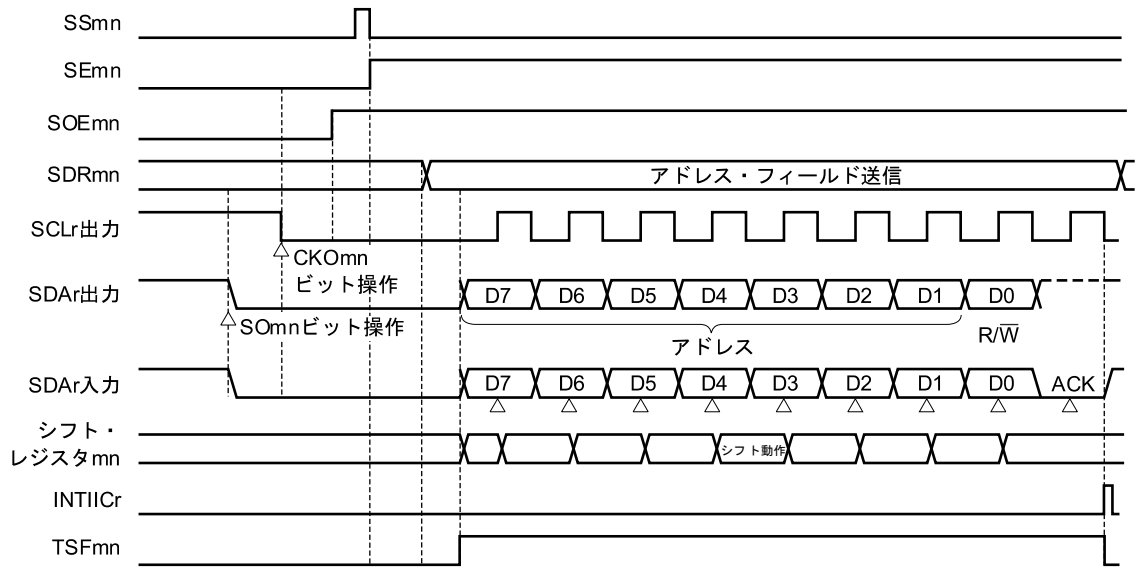 SSmn
SEmn
SOEmn
SDRmn
アドレス・フィールド送信
SCLr出力
CKOmn
ビット操作
SDAr出力
D7 D6 D5 D4 D3 D2 D1 D0
SOmnビット操作
アドレス
R/W̅
SDAr入力
D7 D6 D5 D4 D3 D2 D1 D0 ACK
シフト・
レジスタmn
シフト動作
INTIICr
TSFmn